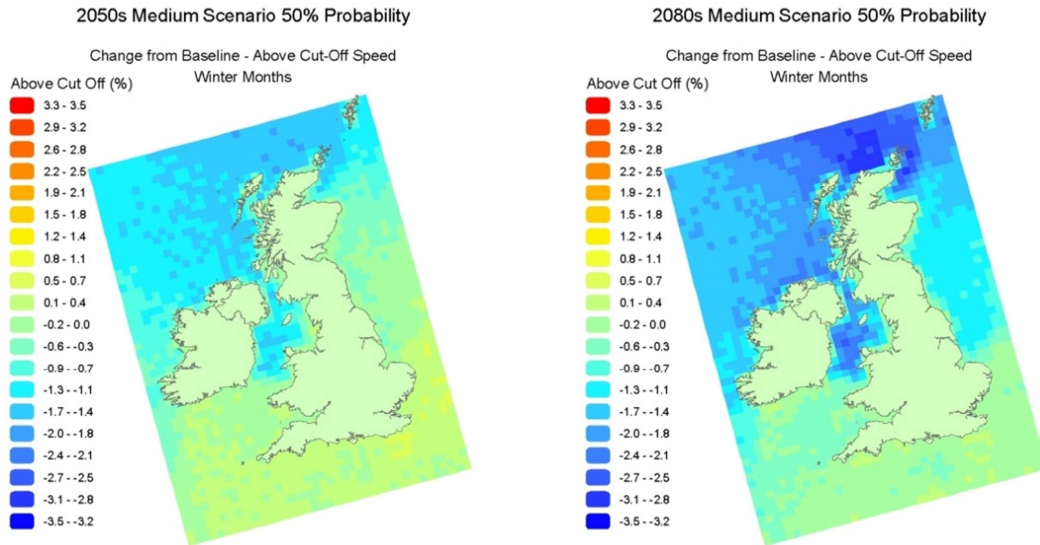 2050s Medium Scenario 50% Probability
Change from Baseline - Above Cut-Off Speed
Winter Months
Above Cut Off (%)
3.3 - 3.5
2.9 - 3.2
2.6 - 2.8
2.2 - 2.5
1.9 - 2.1
1.5 - 1.8
1.2 - 1.4
0.8 - 1.1
0.5 - 0.7
0.1 - 0.4
-0.2 - 0.0
-0.6 - -0.3
-0.9 - -0.7
-1.3 - -1.1
-1.7 - -1.4
-2.0 - -1.8
-2.4 - -2.1
-2.7 - -2.5
-3.1 - -2.8
-3.5 - -3.2
2080s Medium Scenario 50% Probability
Change from Baseline - Above Cut-Off Speed
Winter Months
Above Cut Off (%)
3.3 - 3.5
2.9 - 3.2
2.6 - 2.8
2.2 - 2.5
1.9 - 2.1
1.5 - 1.8
1.2 - 1.4
0.8 - 1.1
0.5 - 0.7
0.1 - 0.4
-0.2 - 0.0
-0.6 - -0.3
-0.9 - -0.7
-1.3 - -1.1
-1.7 - -1.4
-2.0 - -1.8
-2.4 - -2.1
-2.7 - -2.5
-3.1 - -2.8
-3.5 - -3.2